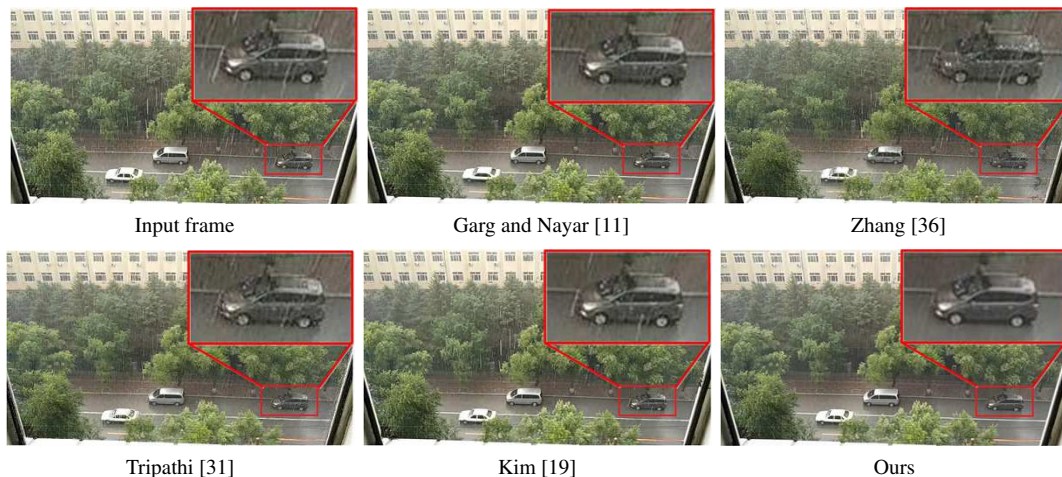 Input frame
Garg and Nayar [11]
Zhang [36]
Tripathi [31]
Kim [19]
Ours